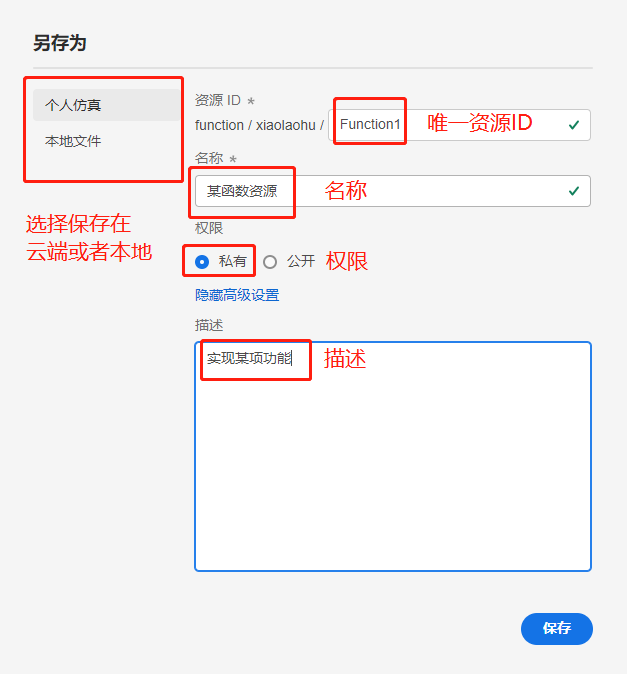 另存为
个人仿真
本地文件
选择保存在
云端或者本地
资源 ID *
function / xiaolaohu / Function1 唯一资源ID
名称 *
某函数资源 名称
权限
私有 公开 权限
隐藏高级设置
描述
实现某项功能 描述
保存